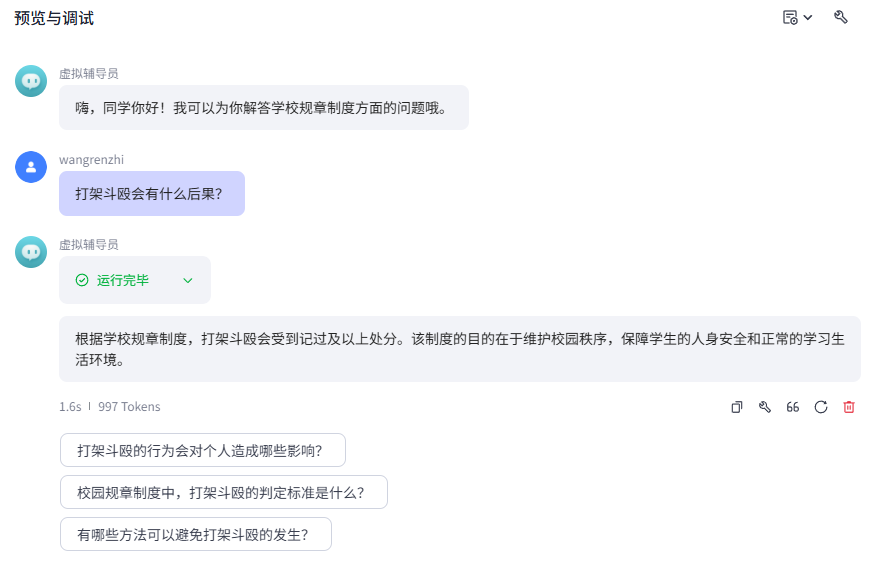 预览与调试
虚拟辅导员
嗨，同学你好！我可以为你解答学校规章制度方面的问题哦。
wangrenzhi
打架斗殴会有什么后果？
虚拟辅导员
运行完毕
根据学校规章制度，打架斗殴会受到记过及以上处分。该制度的目的在于维护校园秩序，保障学生的人身安全和正常的学习生
活环境。
1.6s | 997 Tokens
打架斗殴的行为会对个人造成哪些影响？
校园规章制度中，打架斗殴的判定标准是什么？
有哪些方法可以避免打架斗殴的发生？